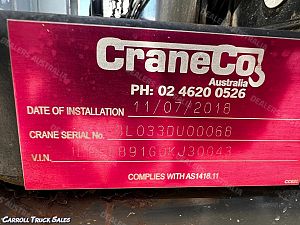 CraneCo
Australia
PH: 02 4620 0526
DATE OF INSTALLATION 11/07/2018
CRANE SERIAL No.
V.I.N.
COMPLIES WITH AS1418.11
CARROLL TRUCK SALES